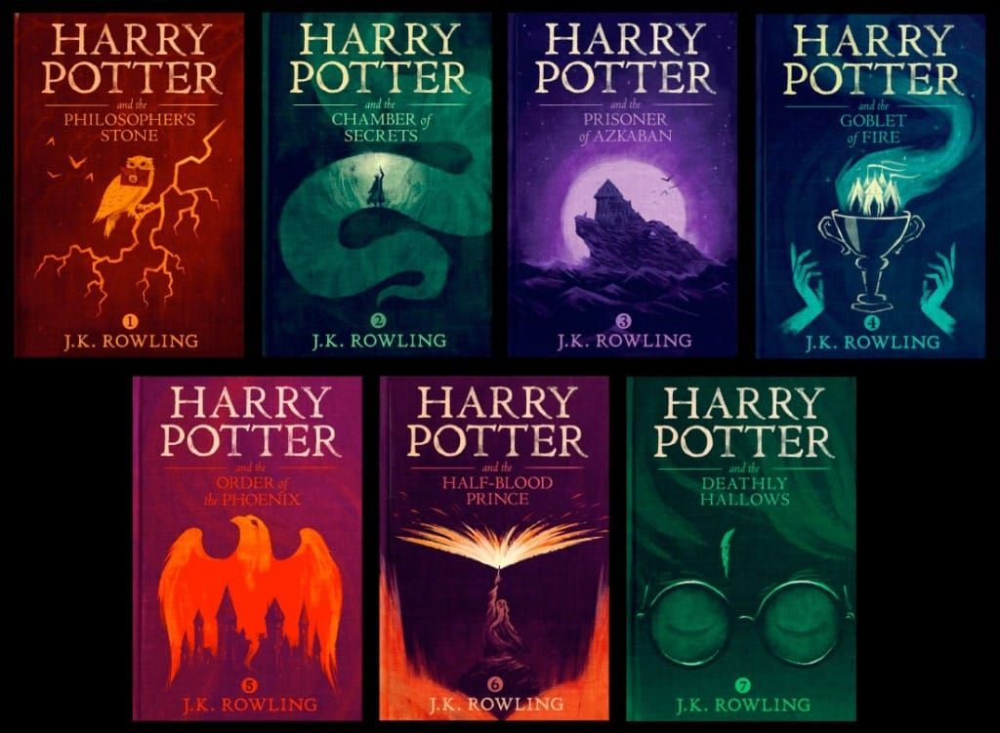 HARRY
POTTER
and the
PHILOSOPHER'S
STONE
1
J.K. ROWLING
HARRY
POTTER
and the
CHAMBER of
SECRETS
2
J.K. ROWLING
HARRY
POTTER
and the
PRISONER
of AZKABAN
3
J.K. ROWLING
HARRY
POTTER
and the
GOBLET
of FIRE
4
J.K. ROWLING
HARRY
POTTER
and the
ORDER of
the PHOENIX
5
J.K. ROWLING
HARRY
POTTER
and the
HALF-BLOOD
PRINCE
6
J.K. ROWLING
HARRY
POTTER
and the
DEATHLY
HALLOWS
7
J.K. ROWLING